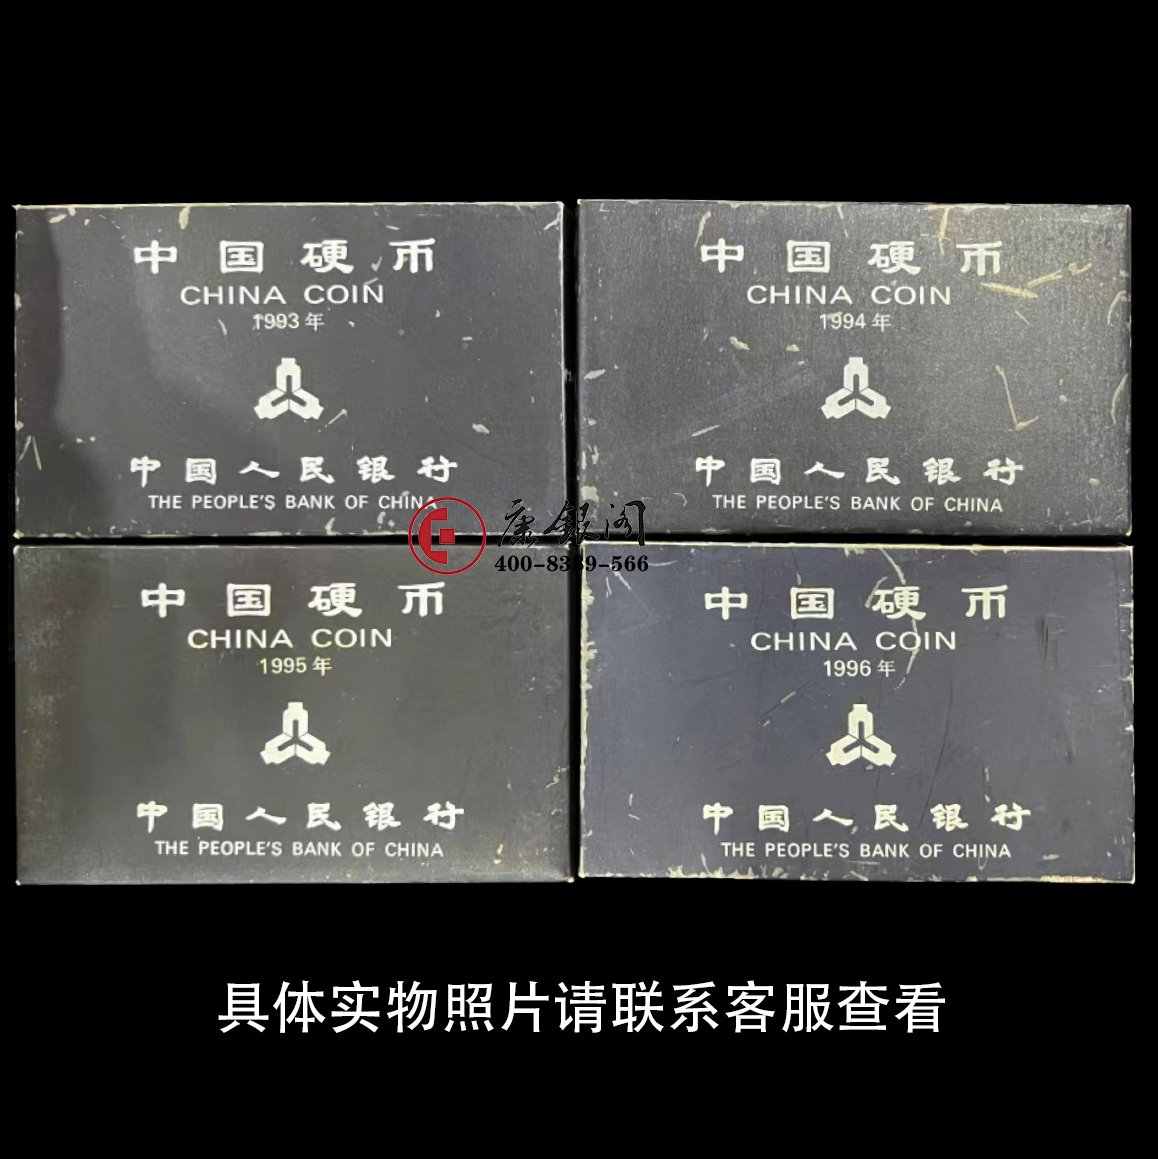 中国硬币
CHINA COIN
1993年
中国人民银行
THE PEOPLE'S BANK OF CHINA
中国硬币
CHINA COIN
1994年
中国人民银行
THE PEOPLE'S BANK OF CHINA
康银阁
400-8389-566
中国硬币
CHINA COIN
1995年
中国人民银行
THE PEOPLE'S BANK OF CHINA
中国硬币
CHINA COIN
1996年
中国人民银行
THE PEOPLE'S BANK OF CHINA
具体实物照片请联系客服查看